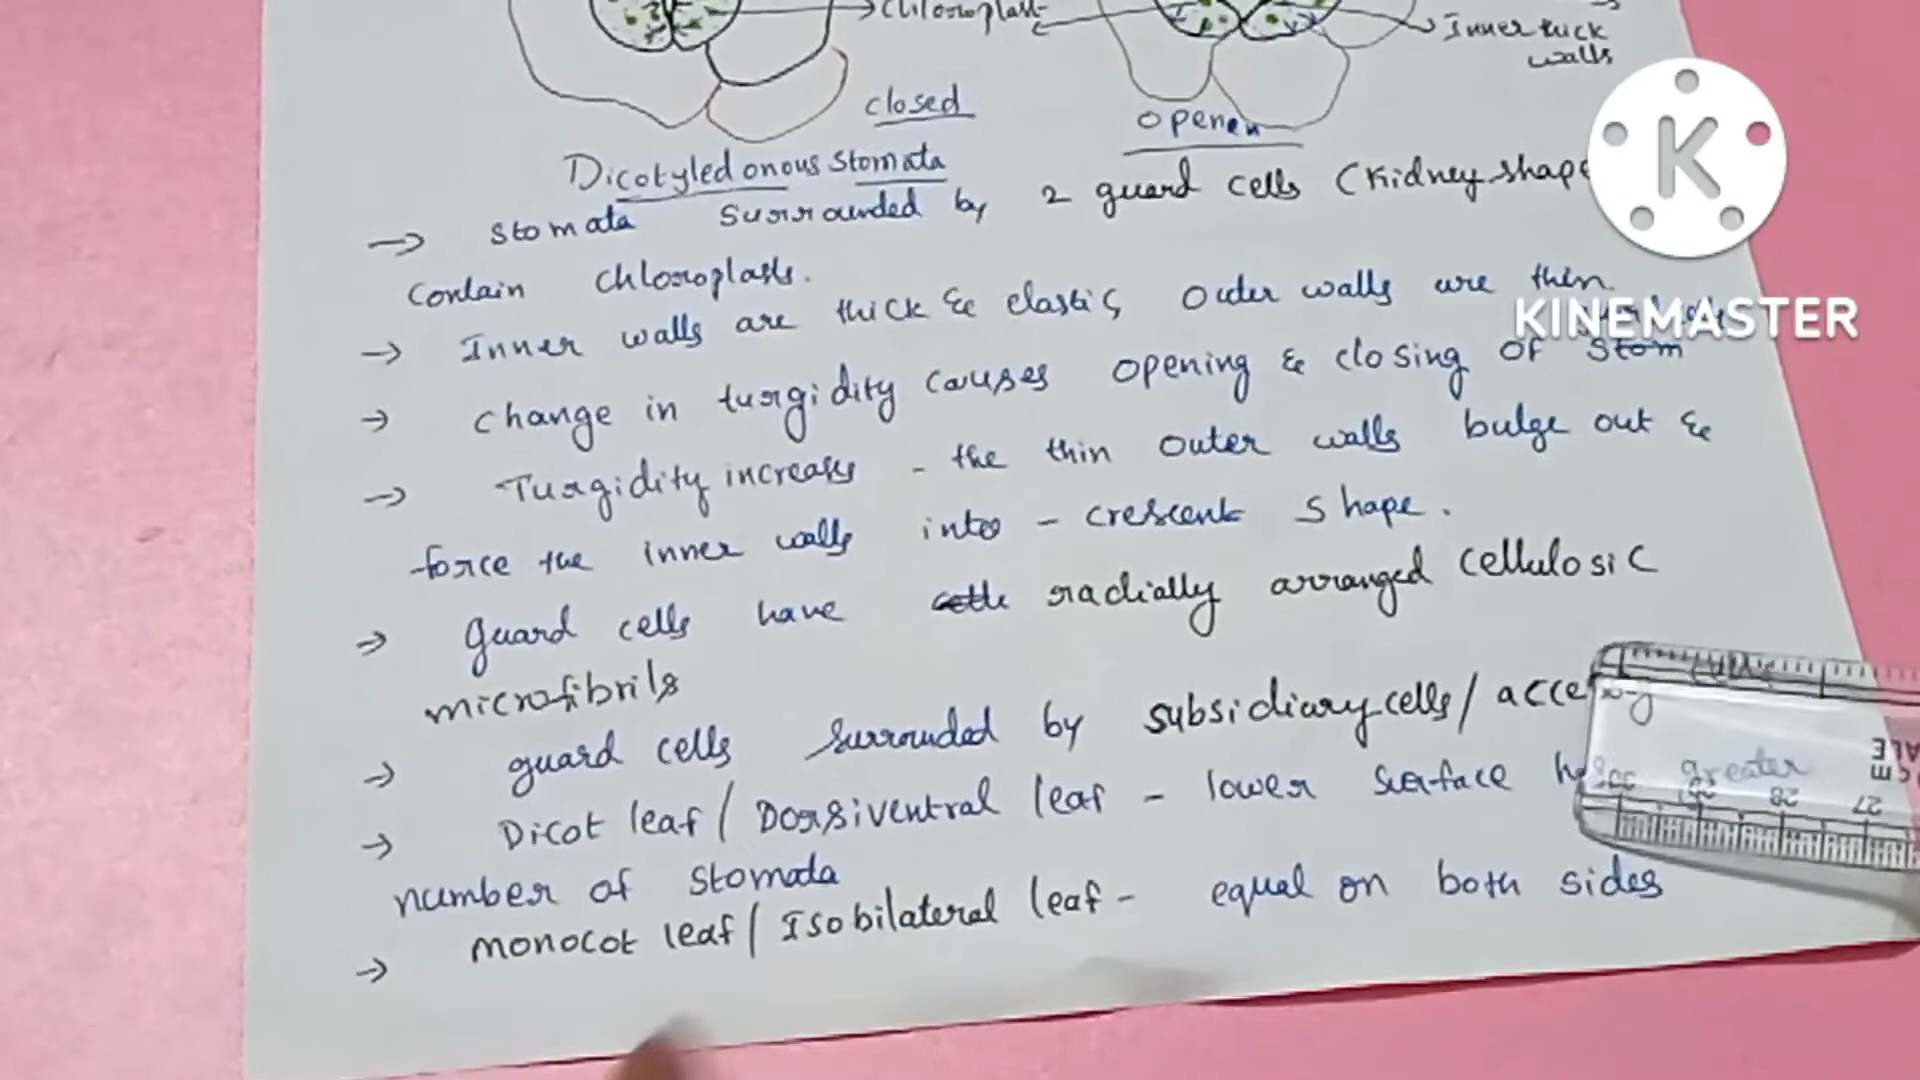 Chloroplast
Inner thick
walls
closed
openen
Dicotyledonous stomata
→ stomata surrounded by 2 guard cells (Kidney shape
contain chloroplasts.
→ Inner walls are thick & elastic, outer walls are thin.
→ change in turgidity causes opening & closing of stom
→ Turgidity increases - the thin outer walls bulge out &
force the inner walls into - crescent shape.
→ guard cells have radially arranged cellulosic
microfibrils
→ guard cells surrounded by subsidiary cells /
→ Dicot leaf / Dorsiventral leaf - lower surface has greater
number of stomata
→ monocot leaf / Isobilateral leaf - equal on both sides
K
KINEMASTER
28 27